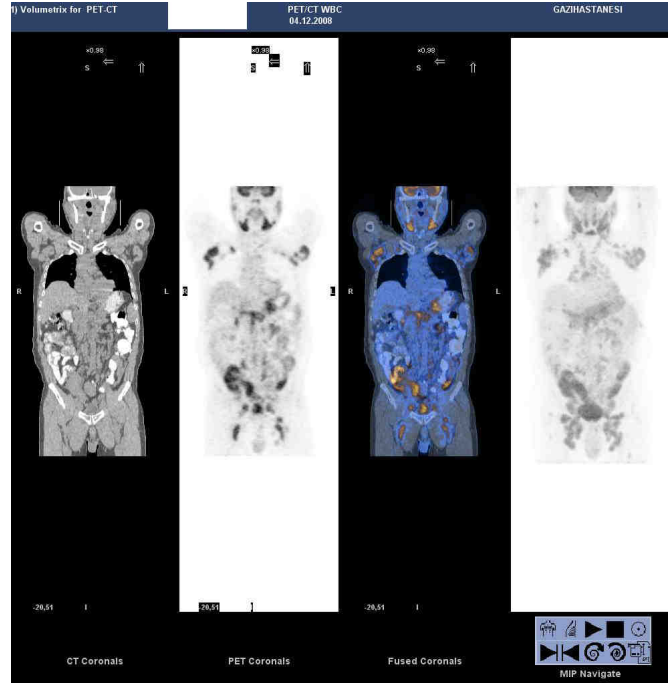 1) Volumetrix for PET-CT
PET/CT WBC
04.12.2008
GAZIHASTANESI
×0.98
S
×0.98
S
×0.98
S
R
L
R
L
-20,51
I
-20,51
-20,51
I
CT Coronals
PET Coronals
Fused Coronals
MIP Navigate